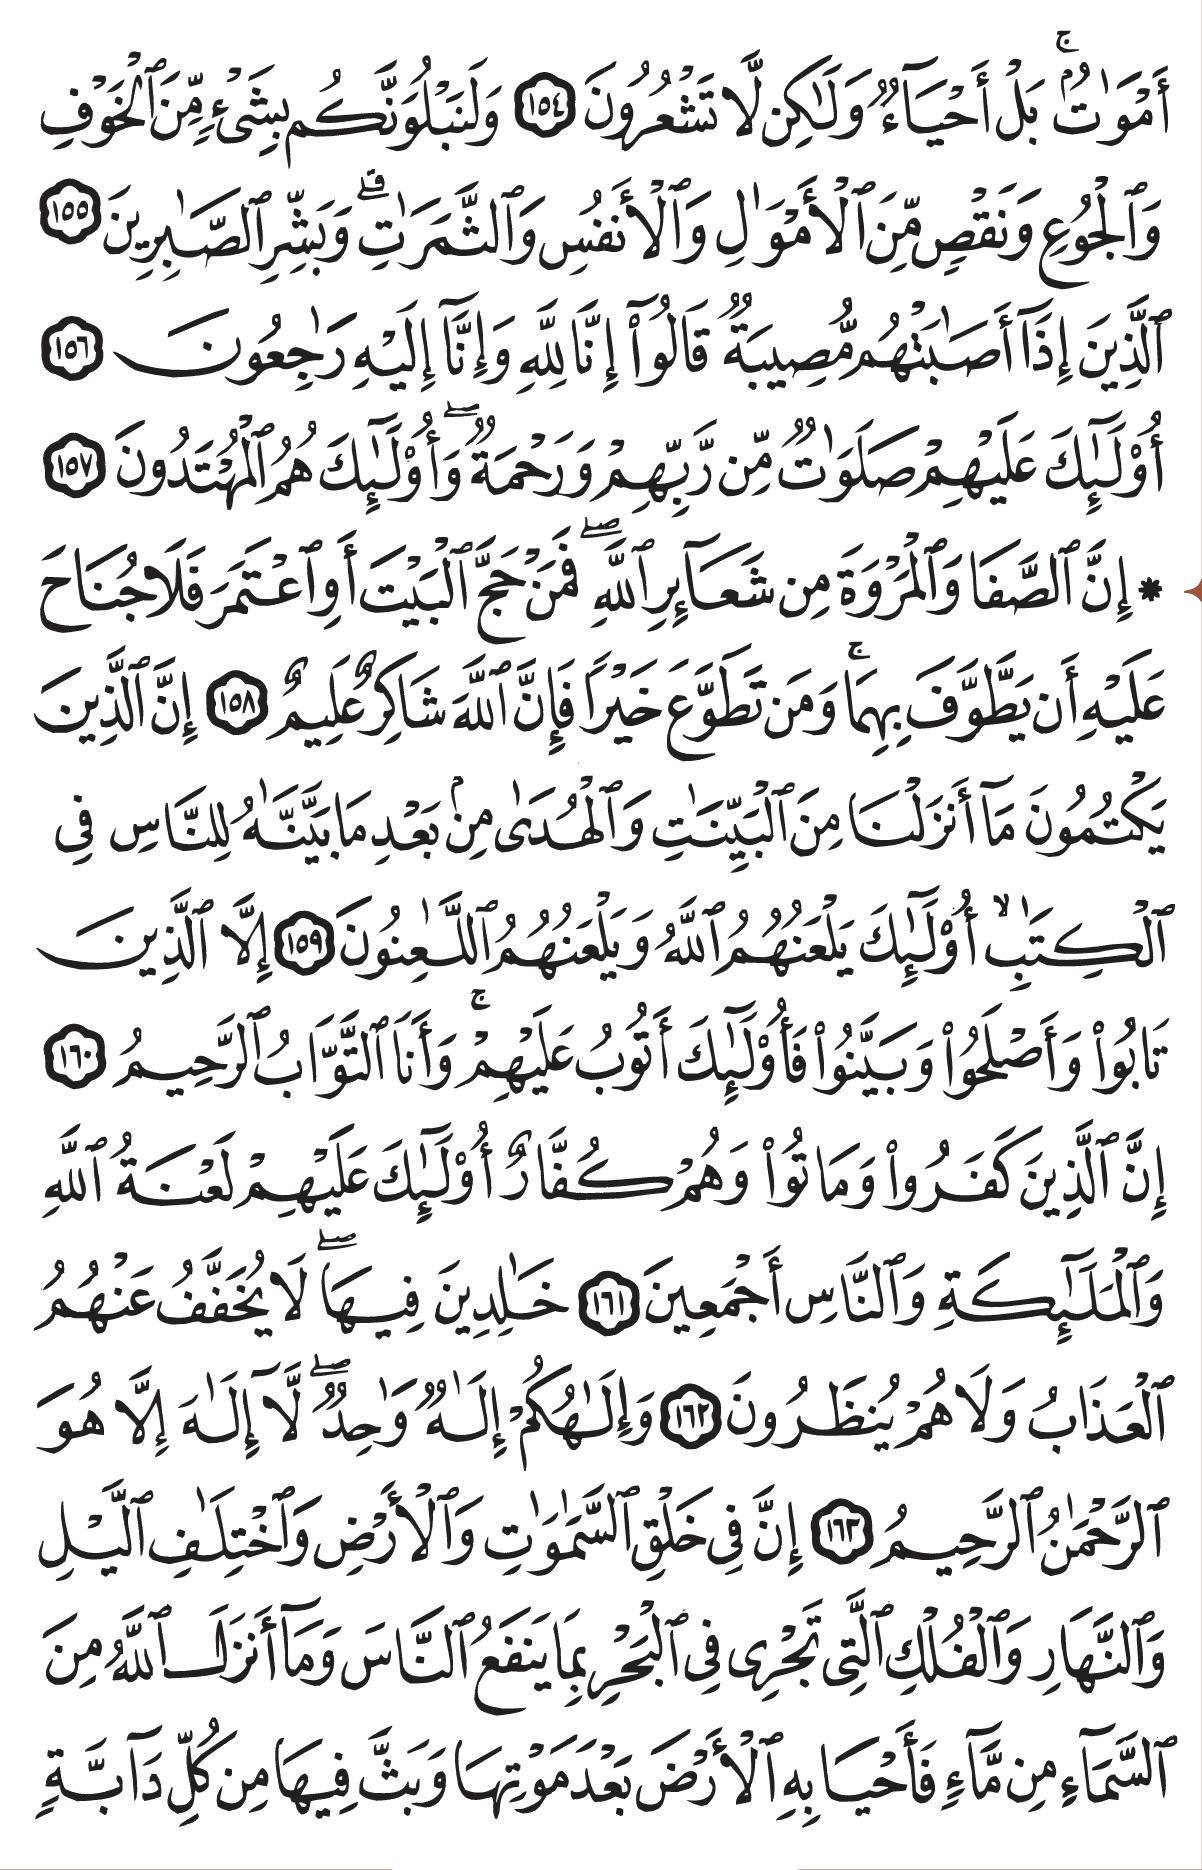 أَمْوَٰتٌۢ ۚ بَلْ أَحْيَآءٌ وَلَٰكِن لَّا تَشْعُرُونَ ١٥٤ وَلَنَبْلُوَنَّكُم بِشَىْءٍ مِّنَ ٱلْخَوْفِ
وَٱلْجُوعِ وَنَقْصٍ مِّنَ ٱلْأَمْوَٰلِ وَٱلْأَنفُسِ وَٱلثَّمَرَٰتِ ۗ وَبَشِّرِ ٱلصَّٰبِرِينَ ١٥٥
ٱلَّذِينَ إِذَآ أَصَٰبَتْهُم مُّصِيبَةٌ قَالُوٓا۟ إِنَّا لِلَّهِ وَإِنَّآ إِلَيْهِ رَٰجِعُونَ ١٥٦
أُو۟لَٰٓئِكَ عَلَيْهِمْ صَلَوَٰتٌ مِّن رَّبِّهِمْ وَرَحْمَةٌ ۖ وَأُو۟لَٰٓئِكَ هُمُ ٱلْمُهْتَدُونَ ١٥٧
* إِنَّ ٱلصَّفَا وَٱلْمَرْوَةَ مِن شَعَآئِرِ ٱللَّهِ ۖ فَمَنْ حَجَّ ٱلْبَيْتَ أَوِ ٱعْتَمَرَ فَلَا جُنَاحَ
عَلَيْهِ أَن يَطَّوَّفَ بِهِمَا ۚ وَمَن تَطَوَّعَ خَيْرًا فَإِنَّ ٱللَّهَ شَاكِرٌ عَلِيمٌ ١٥٨ إِنَّ ٱلَّذِينَ
يَكْتُمُونَ مَآ أَنزَلْنَا مِنَ ٱلْبَيِّنَٰتِ وَٱلْهُدَىٰ مِنۢ بَعْدِ مَا بَيَّنَّٰهُ لِلنَّاسِ فِى
ٱلْكِتَٰبِ ۙ أُو۟لَٰٓئِكَ يَلْعَنُهُمُ ٱللَّهُ وَيَلْعَنُهُمُ ٱللَّٰعِنُونَ ١٥٩ إِلَّا ٱلَّذِينَ
تَابُوا۟ وَأَصْلَحُوا۟ وَبَيَّنُوا۟ فَأُو۟لَٰٓئِكَ أَتُوبُ عَلَيْهِمْ ۚ وَأَنَا ٱلتَّوَّابُ ٱلرَّحِيمُ ١٦٠
إِنَّ ٱلَّذِينَ كَفَرُوا۟ وَمَاتُوا۟ وَهُمْ كُفَّارٌ أُو۟لَٰٓئِكَ عَلَيْهِمْ لَعْنَةُ ٱللَّهِ
وَٱلْمَلَٰٓئِكَةِ وَٱلنَّاسِ أَجْمَعِينَ ١٦١ خَٰلِدِينَ فِيهَا ۖ لَا يُخَفَّفُ عَنْهُمُ
ٱلْعَذَابُ وَلَا هُمْ يُنظَرُونَ ١٦٢ وَإِلَٰهُكُمْ إِلَٰهٌ وَٰحِدٌ ۖ لَّآ إِلَٰهَ إِلَّا هُوَ
ٱلرَّحْمَٰنُ ٱلرَّحِيمُ ١٦٣ إِنَّ فِى خَلْقِ ٱلسَّمَٰوَٰتِ وَٱلْأَرْضِ وَٱخْتِلَٰفِ ٱلَّيْلِ
وَٱلنَّهَارِ وَٱلْفُلْكِ ٱلَّتِى تَجْرِى فِى ٱلْبَحْرِ بِمَا يَنفَعُ ٱلنَّاسَ وَمَآ أَنزَلَ ٱللَّهُ مِنَ
ٱلسَّمَآءِ مِن مَّآءٍ فَأَحْيَا بِهِ ٱلْأَرْضَ بَعْدَ مَوْتِهَا وَبَثَّ فِيهَا مِن كُلِّ دَآبَّةٍ